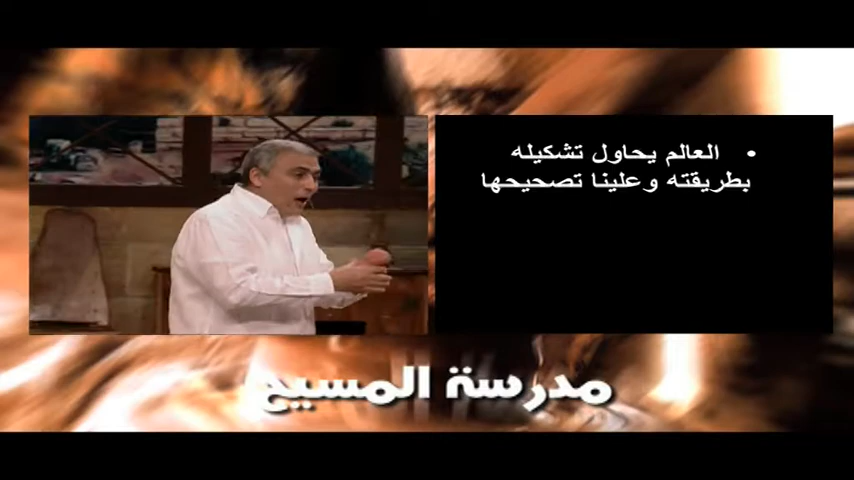 • العالم يحاول تشكيله
بطريقته وعلينا تصحيحها
مدرسة المسيح